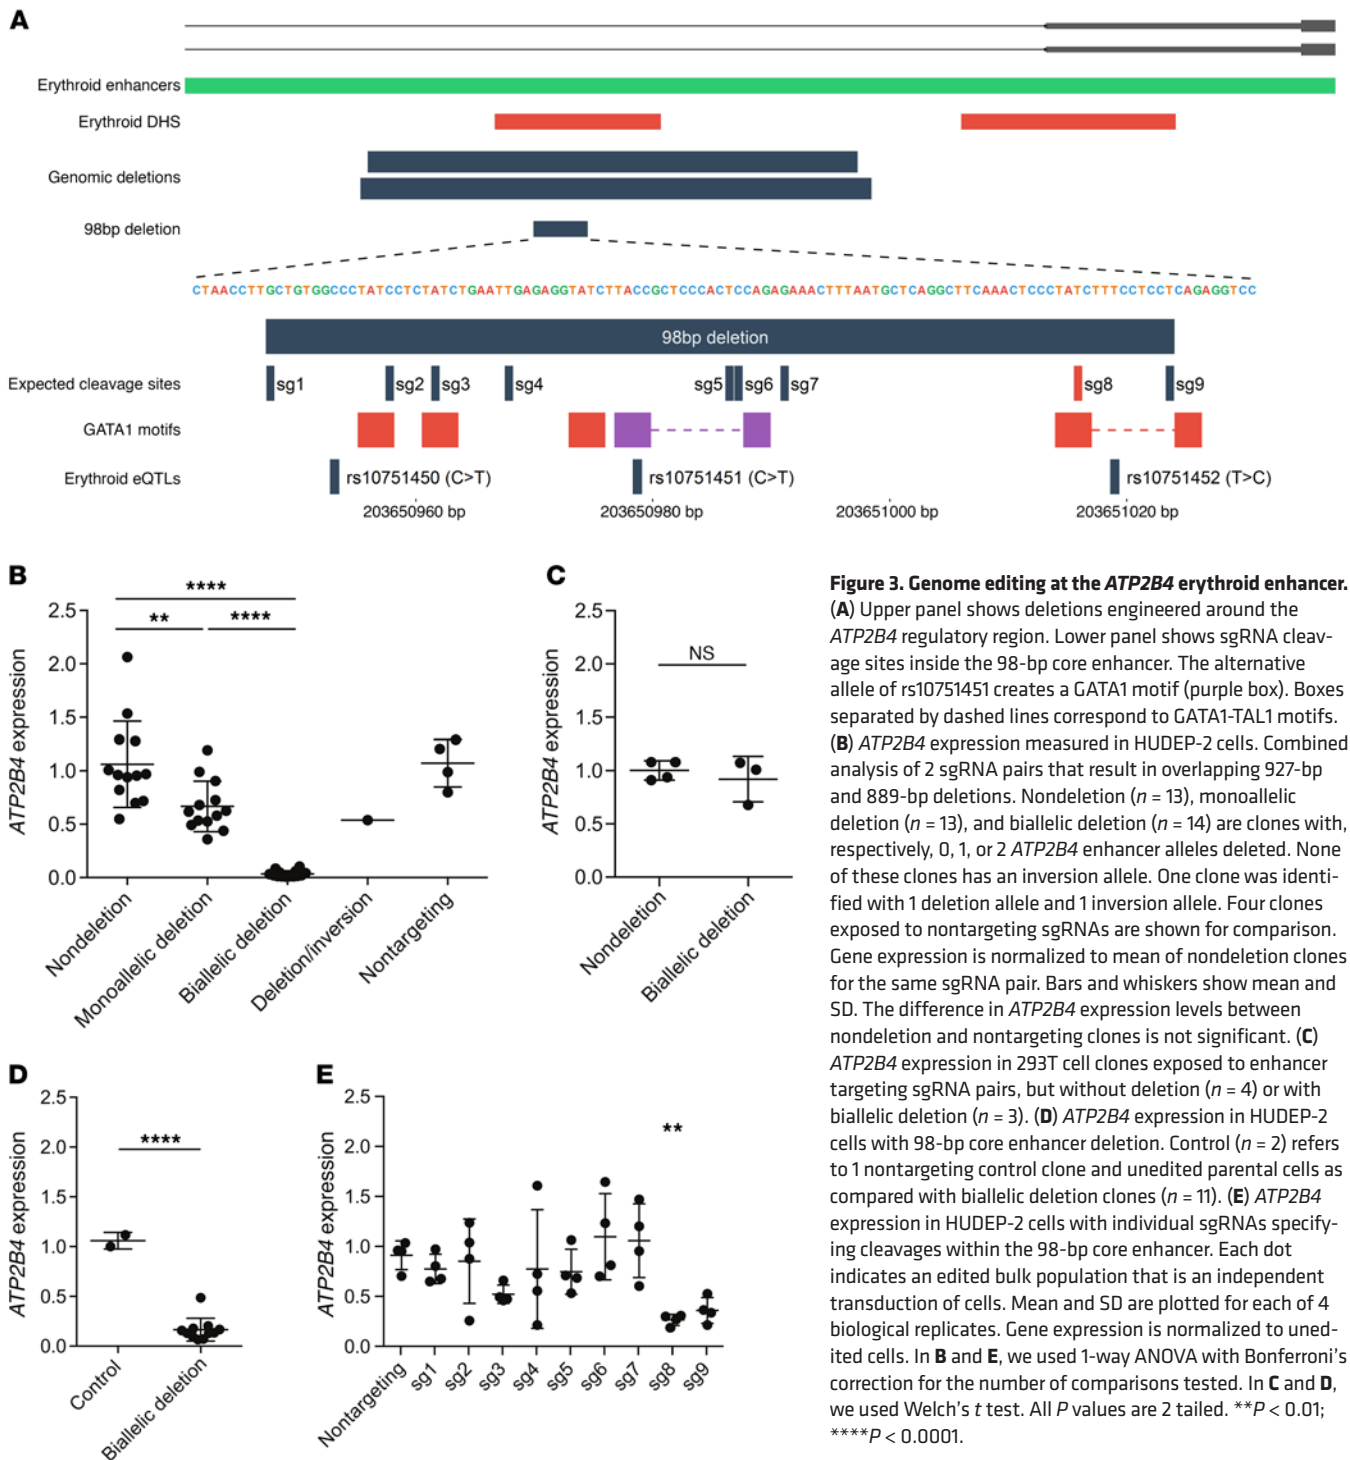 A
Erythroid enhancers
Erythroid DHS
Genomic deletions
98bp deletion
CTAACCTTGCTGTGGCCCTATCCTCTATCTGAATTGAGAGGTATCTTACCGCTCCCACTCCAGAGAAACTTTAATGCTCAGGCTTCAAACTCCCTATCTTTCCTCCTCAGAGGTCC
98bp deletion
Expected cleavage sites
sg1 sg2 sg3 sg4 sg5 sg6 sg7 sg8 sg9
GATA1 motifs
Erythroid eQTLs
rs10751450 (C>T) rs10751451 (C>T) rs10751452 (T>C)
203650960 bp 203650980 bp 203651000 bp 203651020 bp
B
ATP2B4 expression
2.5
2.0
1.5
1.0
0.5
0.0
****
** ****
Nondeletion
Monoallelic deletion
Biallelic deletion
Deletion/inversion
Nontargeting
C
ATP2B4 expression
2.5
2.0
1.5
1.0
0.5
0.0
NS
Nondeletion
Biallelic deletion
D
ATP2B4 expression
2.5
2.0
1.5
1.0
0.5
0.0
****
Control
Biallelic deletion
E
ATP2B4 expression
2.5
2.0
1.5
1.0
0.5
0.0
**
Nontargeting
sg1
sg2
sg3
sg4
sg5
sg6
sg7
sg8
sg9
Figure 3. Genome editing at the ATP2B4 erythroid enhancer.
(A) Upper panel shows deletions engineered around the
ATP2B4 regulatory region. Lower panel shows sgRNA cleav-
age sites inside the 98-bp core enhancer. The alternative
allele of rs10751451 creates a GATA1 motif (purple box). Boxes
separated by dashed lines correspond to GATA1-TAL1 motifs.
(B) ATP2B4 expression measured in HUDEP-2 cells. Combined
analysis of 2 sgRNA pairs that result in overlapping 927-bp
and 889-bp deletions. Nondeletion (n = 13), monoallelic
deletion (n = 13), and biallelic deletion (n = 14) are clones with,
respectively, 0, 1, or 2 ATP2B4 enhancer alleles deleted. None
of these clones has an inversion allele. One clone was identi-
fied with 1 deletion allele and 1 inversion allele. Four clones
exposed to nontargeting sgRNAs are shown for comparison.
Gene expression is normalized to mean of nondeletion clones
for the same sgRNA pair. Bars and whiskers show mean and
SD. The difference in ATP2B4 expression levels between
nondeletion and nontargeting clones is not significant. (C)
ATP2B4 expression in 293T cell clones exposed to enhancer
targeting sgRNA pairs, but without deletion (n = 4) or with
biallelic deletion (n = 3). (D) ATP2B4 expression in HUDEP-2
cells with 98-bp core enhancer deletion. Control (n = 2) refers
to 1 nontargeting control clone and unedited parental cells as
compared with biallelic deletion clones (n = 11). (E) ATP2B4
expression in HUDEP-2 cells with individual sgRNAs specify-
ing cleavages within the 98-bp core enhancer. Each dot
indicates an edited bulk population that is an independent
transduction of cells. Mean and SD are plotted for each of 4
biological replicates. Gene expression is normalized to uned-
ited cells. In B and E, we used 1-way ANOVA with Bonferroni's
correction for the number of comparisons tested. In C and D,
we used Welch's t test. All P values are 2 tailed. **P < 0.01;
****P < 0.0001.